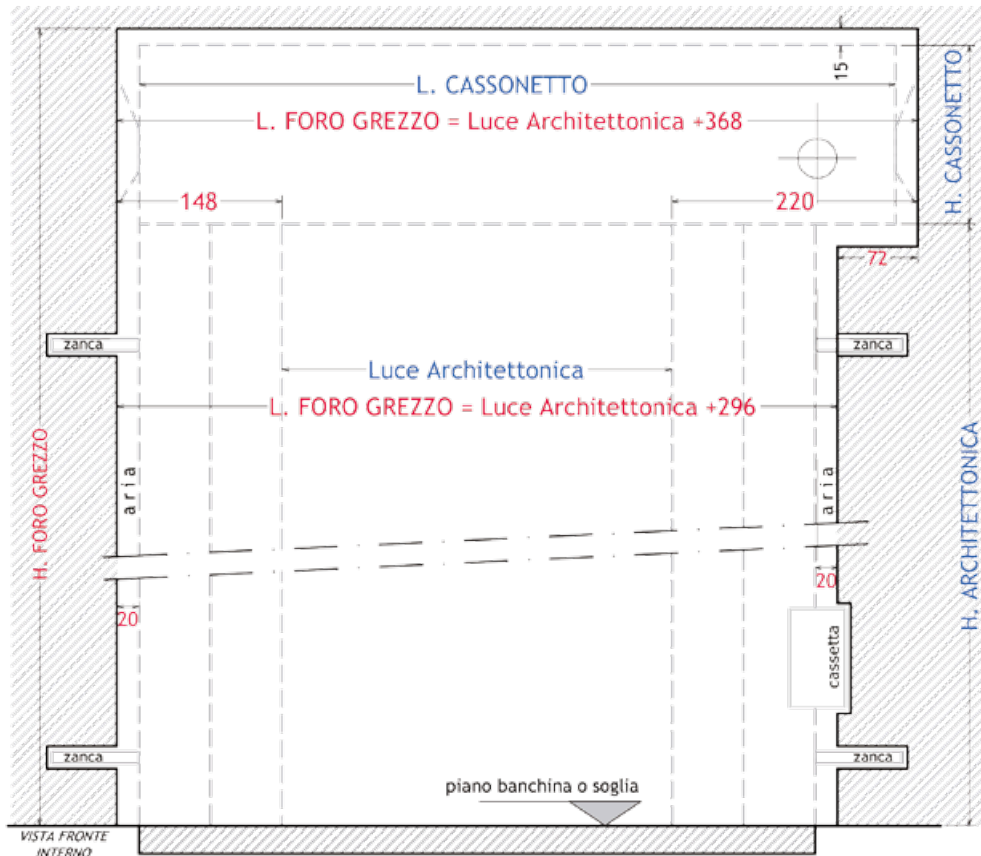 15
L. CASSONETTO
H. CASSONETTO
L. FORO GREZZO = Luce Architettonica +368
148
220
72
zanca
zanca
Luce Architettonica
L. FORO GREZZO = Luce Architettonica +296
H. FORO GREZZO
aria
aria
H. ARCHITETTONICA
20
20
cassetta
zanca
zanca
piano banchina o soglia
VISTA FRONTE
INTERNO